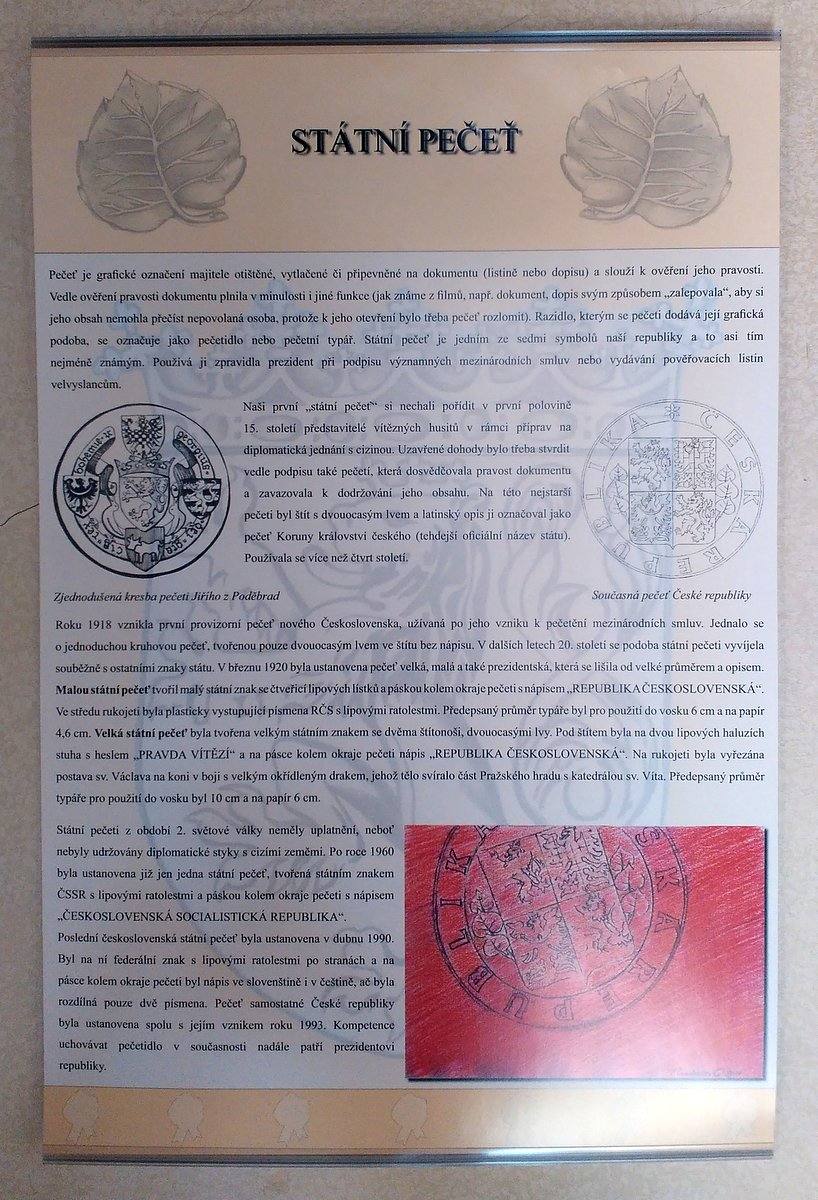 STÁTNÍ PEČEŤ
Pečeť je grafické označení majitele otištěné, vytlačené či připevněné na dokumentu (listině nebo dopisu) a slouží k ověření jeho pravosti.
Vedle ověření pravosti dokumentu plnila v minulosti i jiné funkce (jak známe z filmů, např. dokument, dopis svým způsobem „zalepovala“, aby si
jeho obsah nemohla přečíst nepovolaná osoba, protože k jeho otevření bylo třeba pečeť rozlomit). Razidlo, kterým se pečeti dodává její grafická
podoba, se označuje jako pečetidlo nebo pečetní typář. Státní pečeť je jedním ze sedmi symbolů naší republiky a to asi tím
nejméně známým. Používá ji zpravidla prezident při podpisu významných mezinárodních smluv nebo vydávání pověřovacích listin
velvyslancům.
Naši první „státní pečeť“ si nechali pořídit v první polovině
15. století představitelé vítězných husitů v rámci příprav na
diplomatická jednání s cizinou. Uzavřené dohody bylo třeba stvrdit
vedle podpisu také pečetí, která dosvědčovala pravost dokumentu
a zavazovala k dodržování jeho obsahu. Na této nejstarší
pečeti byl štít s dvouocasým lvem a latinský opis ji označoval jako
pečeť Koruny království českého (tehdejší oficiální název státu).
Používala se více než čtvrt století.
ČESKÁ REPUBLIKA
Zjednodušená kresba pečeti Jiřího z Poděbrad
Současná pečeť České republiky
Roku 1918 vznikla první provizorní pečeť nového Československa, užívaná po jeho vzniku k pečetění mezinárodních smluv. Jednalo se
o jednoduchou kruhovou pečeť, tvořenou pouze dvouocasým lvem ve štítu bez nápisu. V dalších letech 20. století se podoba státní pečeti vyvíjela
souběžně s ostatními znaky státu. V březnu 1920 byla ustanovena pečeť velká, malá a také prezidentská, která se lišila od velké průměrem a opisem.
Malou státní pečeť tvořil malý státní znak se čtveřicí lipových lístků a páskou kolem okraje pečeti s nápisem „REPUBLIKA ČESKOSLOVENSKÁ“.
Ve středu rukojeti byla plasticky vystupující písmena RČS s lipovými ratolestmi. Předepsaný průměr typáře byl pro použití do vosku 6 cm a na papír
4,6 cm. Velká státní pečeť byla tvořena velkým státním znakem se dvěma štítonoši, dvouocasými lvy. Pod štítem byla na dvou lipových haluzích
stuha s heslem „PRAVDA VÍTĚZÍ“ a na pásce kolem okraje pečeti nápis „REPUBLIKA ČESKOSLOVENSKÁ“. Na rukojeti byla vyřezána
postava sv. Václava na koni v boji s velkým okřídleným drakem, jehož tělo svíralo část Pražského hradu s katedrálou sv. Víta. Předepsaný průměr
typáře pro použití do vosku byl 10 cm a na papír 6 cm.
Státní pečeti z období 2. světové války neměly uplatnění, neboť
nebyly udržovány diplomatické styky s cizími zeměmi. Po roce 1960
byla ustanovena již jen jedna státní pečeť, tvořená státním znakem
ČSSR s lipovými ratolestmi a páskou kolem okraje pečeti s nápisem
„ČESKOSLOVENSKÁ SOCIALISTICKÁ REPUBLIKA“.
Poslední československá státní pečeť byla ustanovena v dubnu 1990.
Byl na ní federální znak s lipovými ratolestmi po stranách a na
pásce kolem okraje pečeti byl nápis ve slovenštině i v češtině, ač byla
rozdílná pouze dvě písmena. Pečeť samostatné České republiky
byla ustanovena spolu s jejím vznikem roku 1993. Kompetence
uchovávat pečetidlo v současnosti nadále patří prezidentovi
republiky.